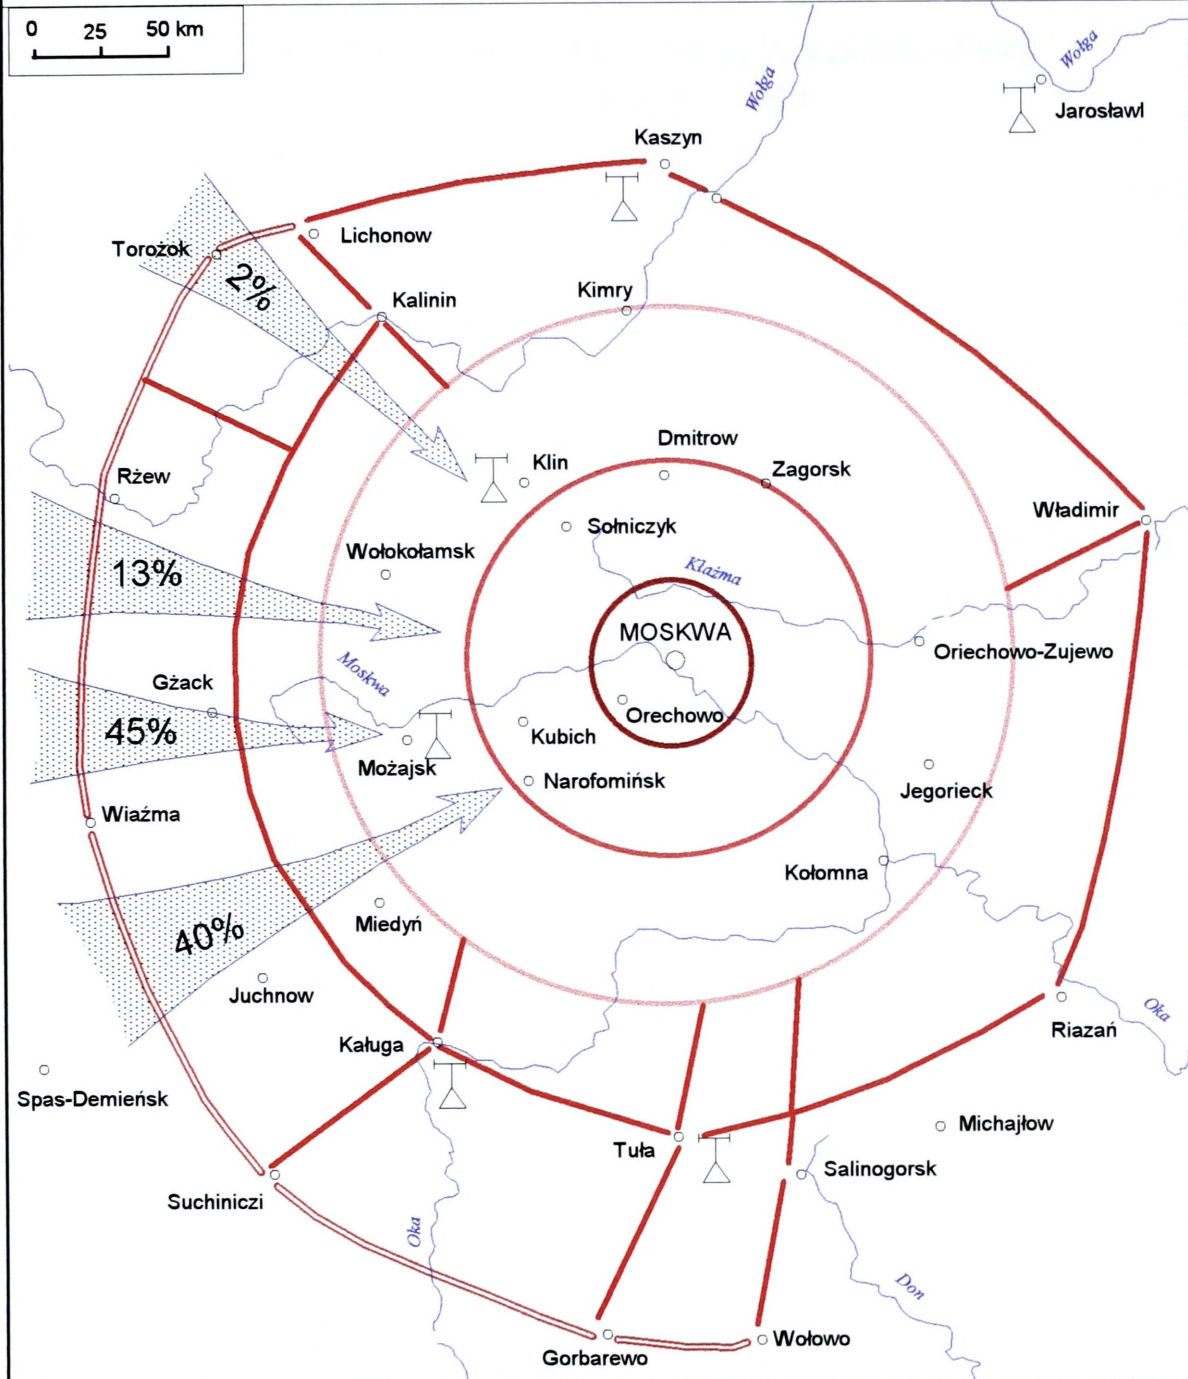 0 25 50 km
Wołga
Wołga
Jarosławl
Kaszyn
Lichonow
Torożok
2%
Kalinin
Kimry
Rżew
Klin
Dmitrow
Zagorsk
Władimir
Sołniczyk
Wołokołamsk
13%
Klaźma
MOSKWA
Oriechowo-Zujewo
Moskwa
Gżack
45%
Orechowo
Kubich
Możajsk
Narofomińsk
Jegorieck
Wiaźma
Kołomna
Miedyń
40%
Juchnow
Oka
Riazań
Kaługa
Spas-Demieńsk
Michajłow
Tuła
Salinogorsk
Suchiniczi
Oka
Don
Wołowo
Gorbarewo